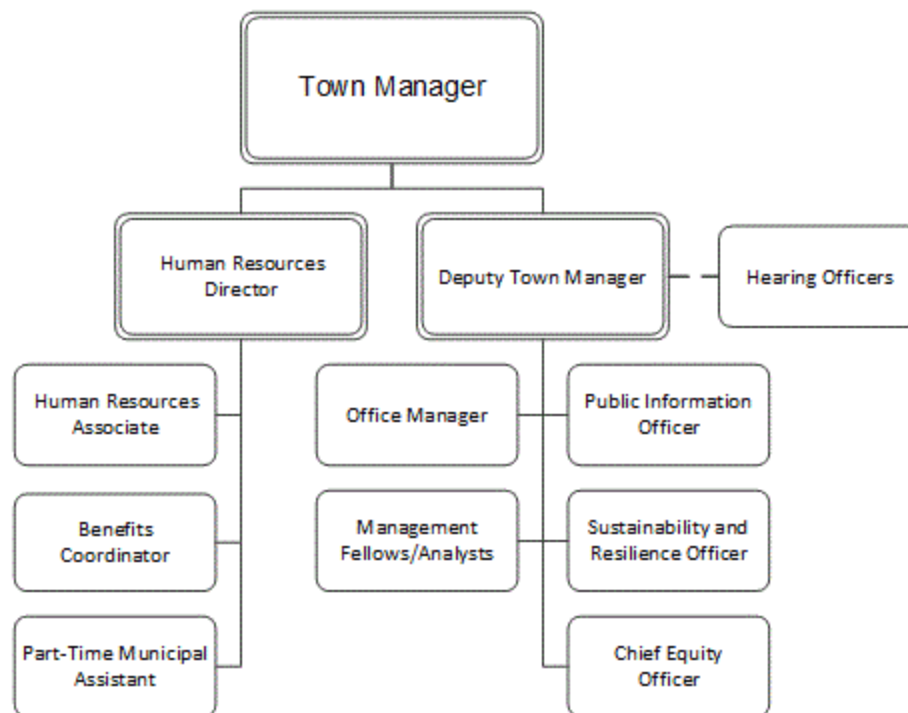 Town Manager
Human Resources
Director
Deputy Town Manager
Hearing Officers
Human Resources
Associate
Office Manager
Public Information
Officer
Benefits
Coordinator
Management
Fellows/Analysts
Sustainability and
Resilience Officer
Part-Time Municipal
Assistant
Chief Equity
Officer